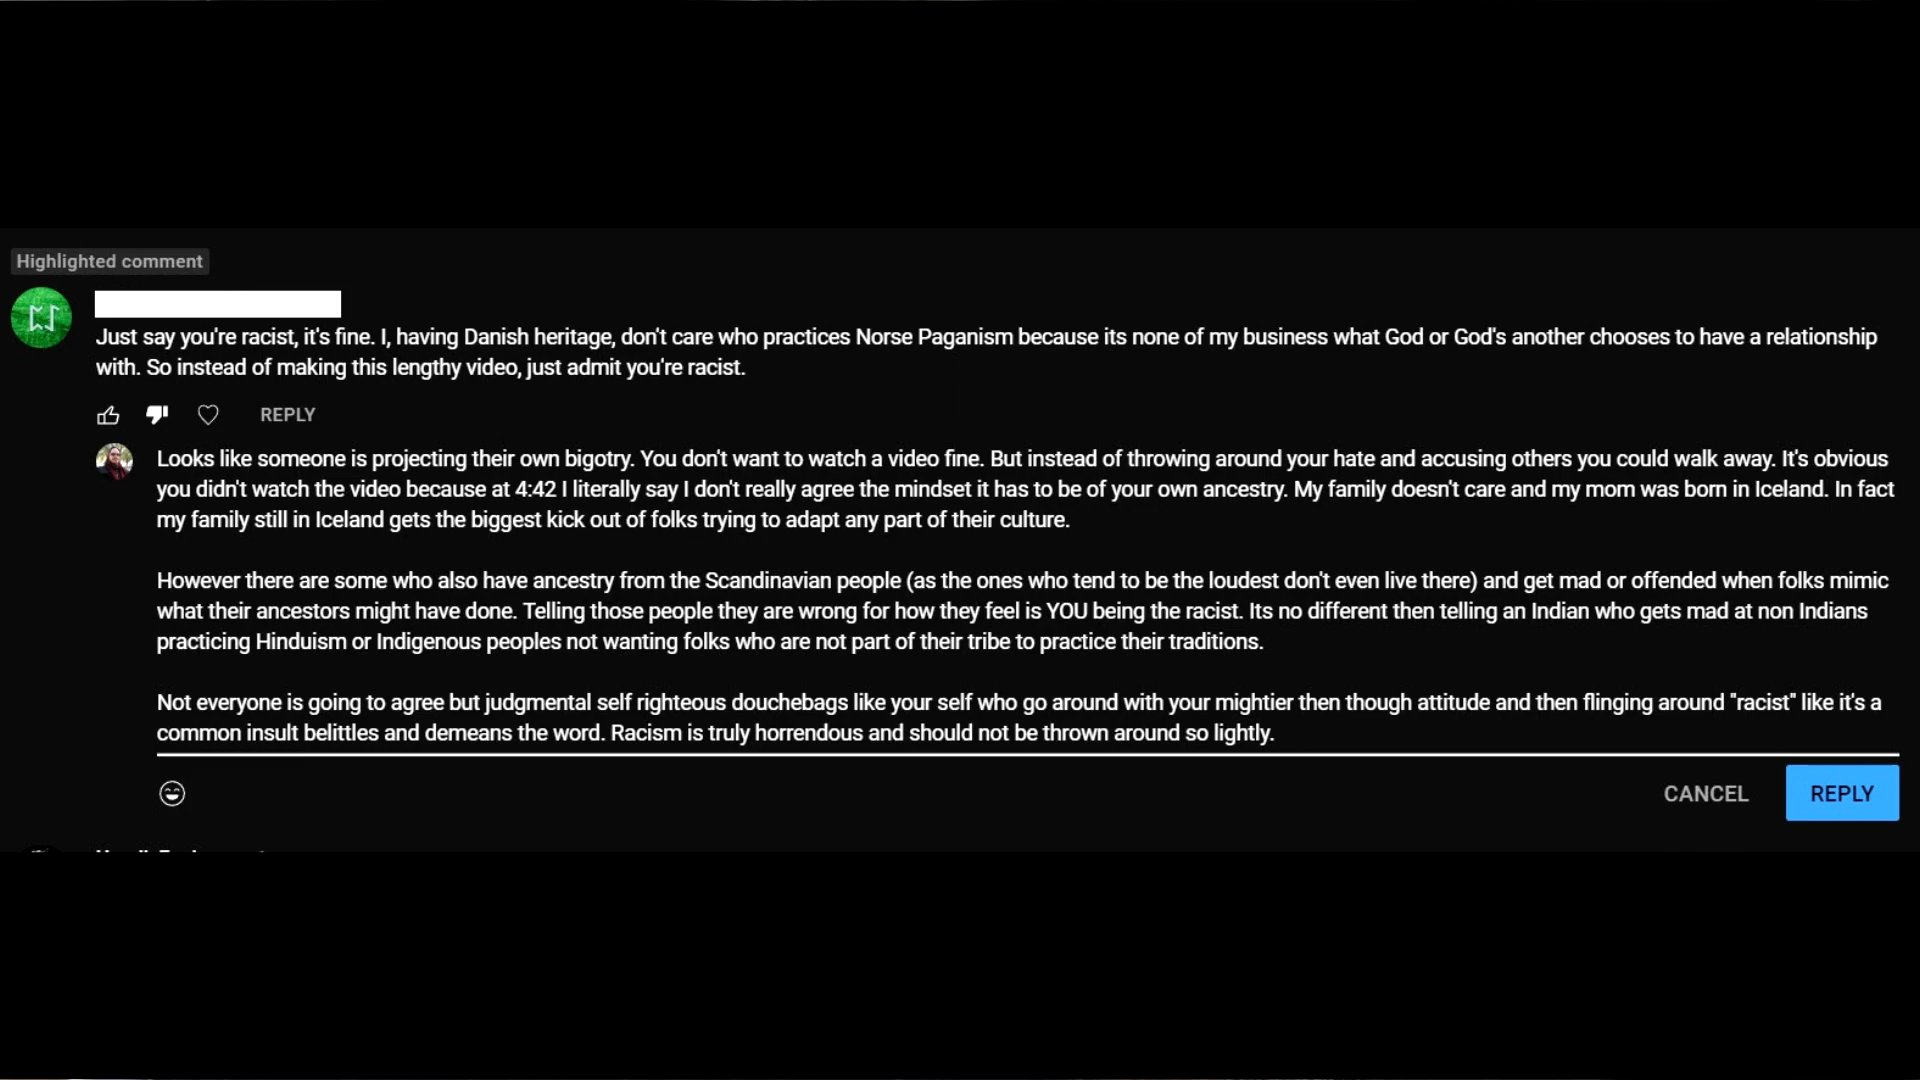 Highlighted comment
Just say you're racist, it's fine. I, having Danish heritage, don't care who practices Norse Paganism because its none of my business what God or God's another chooses to have a relationship
with. So instead of making this lengthy video, just admit you're racist.
REPLY
Looks like someone is projecting their own bigotry. You don't want to watch a video fine. But instead of throwing around your hate and accusing others you could walk away. It's obvious
you didn't watch the video because at 4:42 I literally say I don't really agree the mindset it has to be of your own ancestry. My family doesn't care and my mom was born in Iceland. In fact
my family still in Iceland gets the biggest kick out of folks trying to adapt any part of their culture.
However there are some who also have ancestry from the Scandinavian people (as the ones who tend to be the loudest don't even live there) and get mad or offended when folks mimic
what their ancestors might have done. Telling those people they are wrong for how they feel is YOU being the racist. Its no different then telling an Indian who gets mad at non Indians
practicing Hinduism or Indigenous peoples not wanting folks who are not part of their tribe to practice their traditions.
Not everyone is going to agree but judgmental self righteous douchebags like your self who go around with your mightier then though attitude and then flinging around "racist" like it's a
common insult belittles and demeans the word. Racism is truly horrendous and should not be thrown around so lightly.
CANCEL REPLY